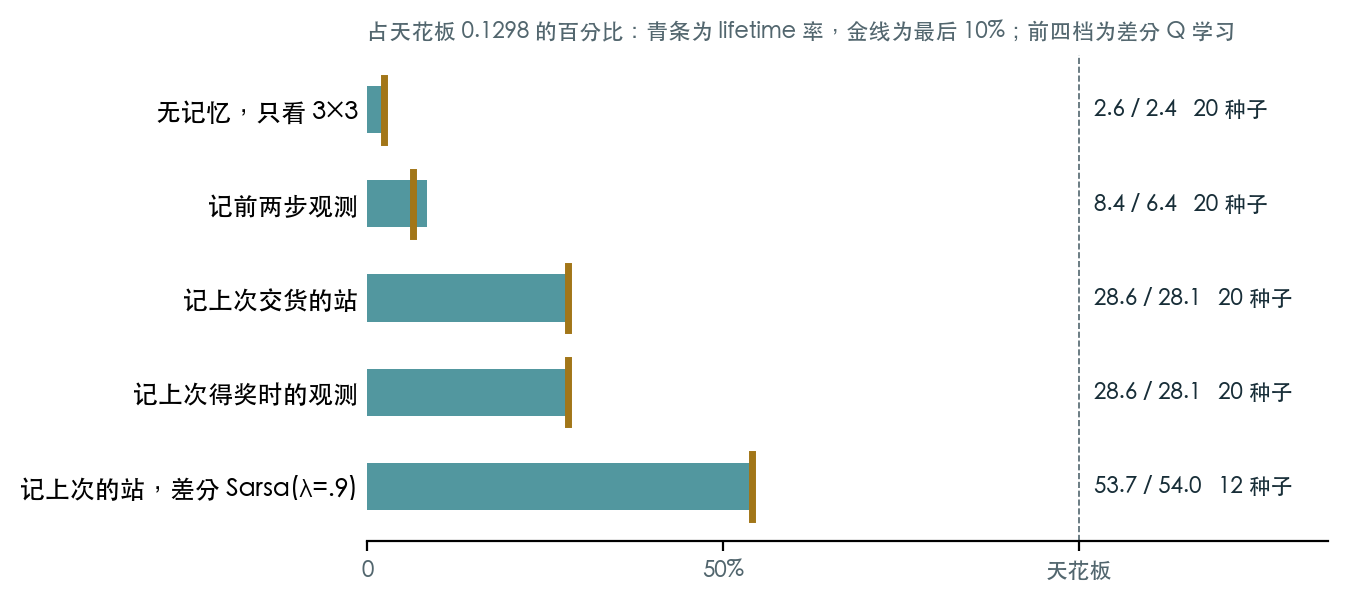 占天花板 0.1298 的百分比：青条为 lifetime 率，金线为最后 10%；前四档为差分 Q 学习
无记忆，只看 3×3 2.6 / 2.4 20 种子
记前两步观测 8.4 / 6.4 20 种子
记上次交货的站 28.6 / 28.1 20 种子
记上次得奖时的观测 28.6 / 28.1 20 种子
记上次的站，差分 Sarsa(λ=.9) 53.7 / 54.0 12 种子
0 50% 天花板